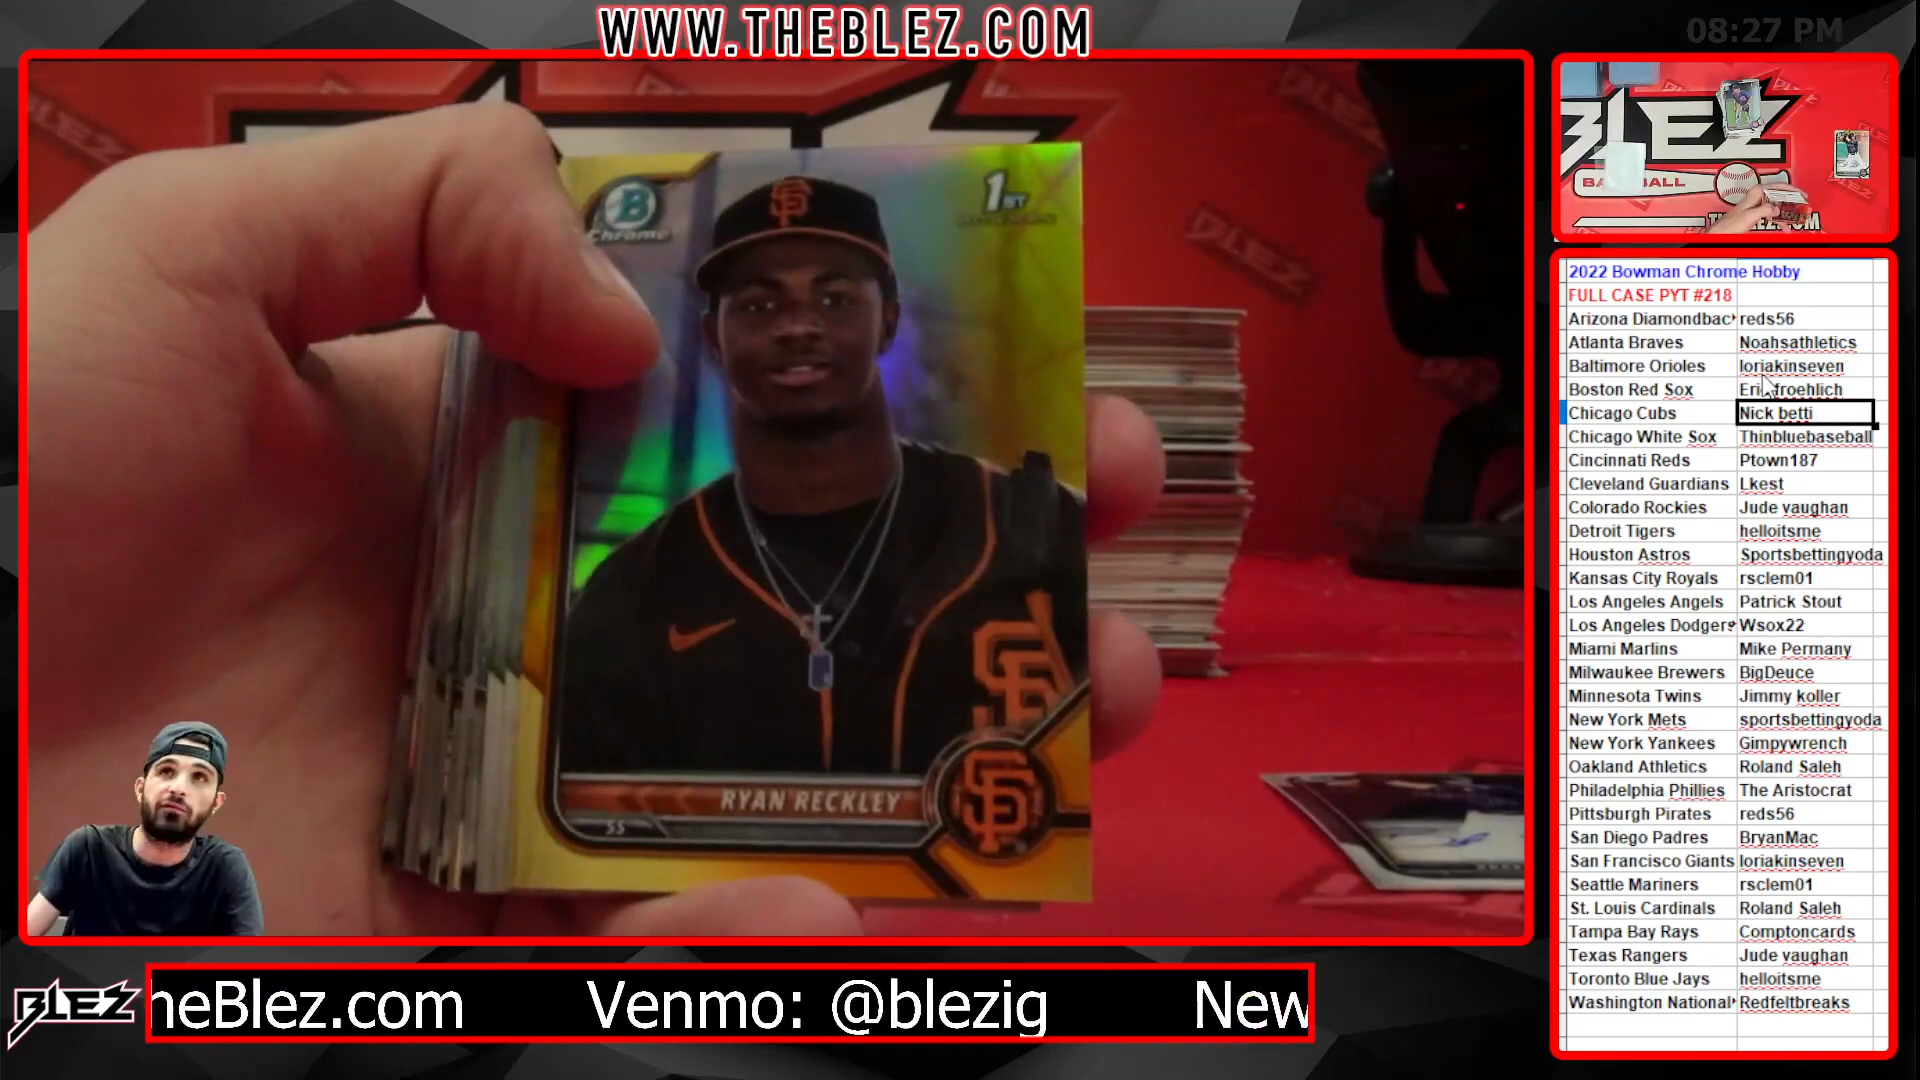 WWW.THEBLEZ.COM
08:27 PM
BLEZ
B
Chrome
1ST
SF
SF
RYAN RECKLEY
SS
SF
BLEZ
2022 Bowman Chrome Hobby
FULL CASE PYT #218
Arizona Diamondbac reds56
Atlanta Braves Noahsathletics
Baltimore Orioles loriakinseven
Boston Red Sox froehlich
Chicago Cubs Nick betti
Chicago White Sox Thinbluebaseball
Cincinnati Reds Ptown187
Cleveland Guardians Lkest
Colorado Rockies Jude vaughan
Detroit Tigers helloitsme
Houston Astros Sportsbettingyoda
Kansas City Royals rsclem01
Los Angeles Angels Patrick Stout
Los Angeles Dodgers Wsox22
Miami Marlins Mike Permany
Milwaukee Brewers BigDeuce
Minnesota Twins Jimmy koller
New York Mets sportsbettingyoda
New York Yankees Gimpywrench
Oakland Athletics Roland Saleh
Philadelphia Phillies The Aristocrat
Pittsburgh Pirates reds56
San Diego Padres BryanMac
San Francisco Giants loriakinseven
Seattle Mariners rsclem01
St. Louis Cardinals Roland Saleh
Tampa Bay Rays Comptoncards
Texas Rangers Jude vaughan
Toronto Blue Jays helloitsme
Washington National Redfeltbreaks
BLEZ
heBlez.com Venmo: @blezig New